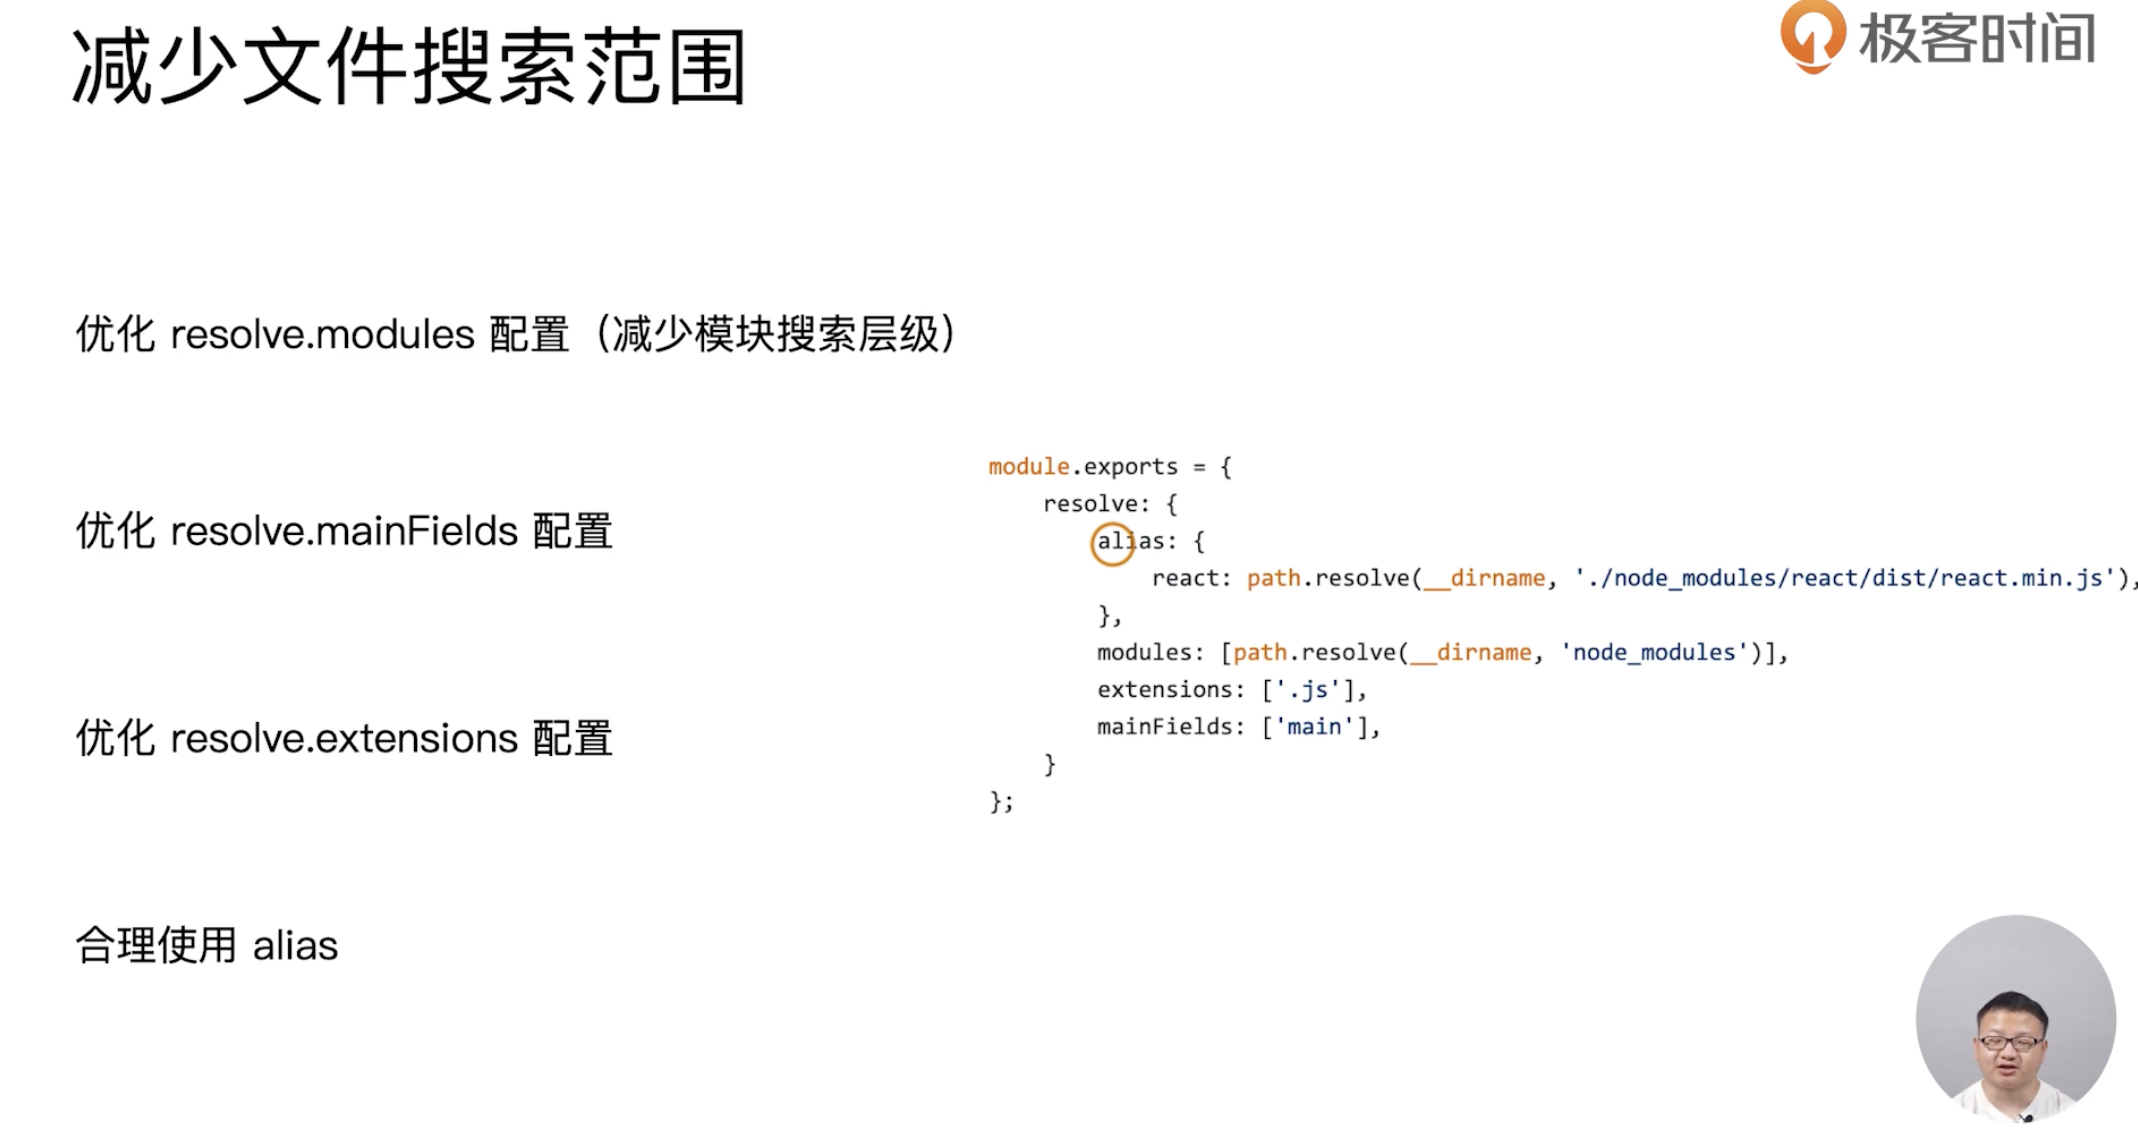 减少文件搜索范围
极客时间
优化 resolve.modules 配置（减少模块搜索层级）
优化 resolve.mainFields 配置
优化 resolve.extensions 配置
合理使用 alias
module.exports = {
    resolve: {
        alias: {
            react: path.resolve(__dirname, './node_modules/react/dist/react.min.js'),
        },
        modules: [path.resolve(__dirname, 'node_modules')],
        extensions: ['.js'],
        mainFields: ['main'],
    }
};